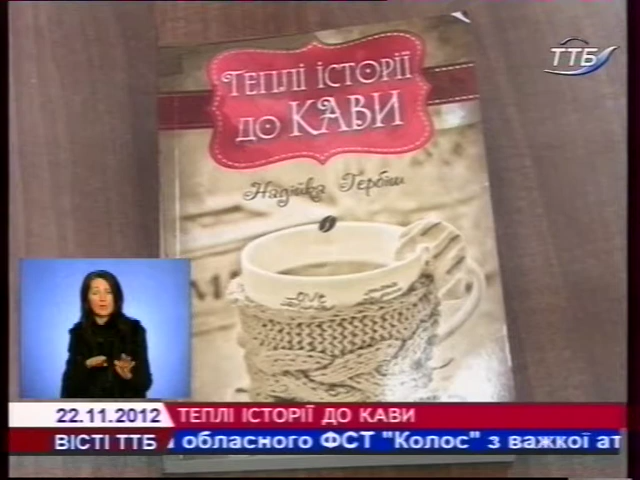 ТТБ
ТЕПЛІ ІСТОРІЇ
ДО КАВИ
Надійка Гербіш
22.11.2012 ТЕПЛІ ІСТОРІЇ ДО КАВИ
ВІСТІ ТТБ обласного ФСТ "Колос" з важкої ат